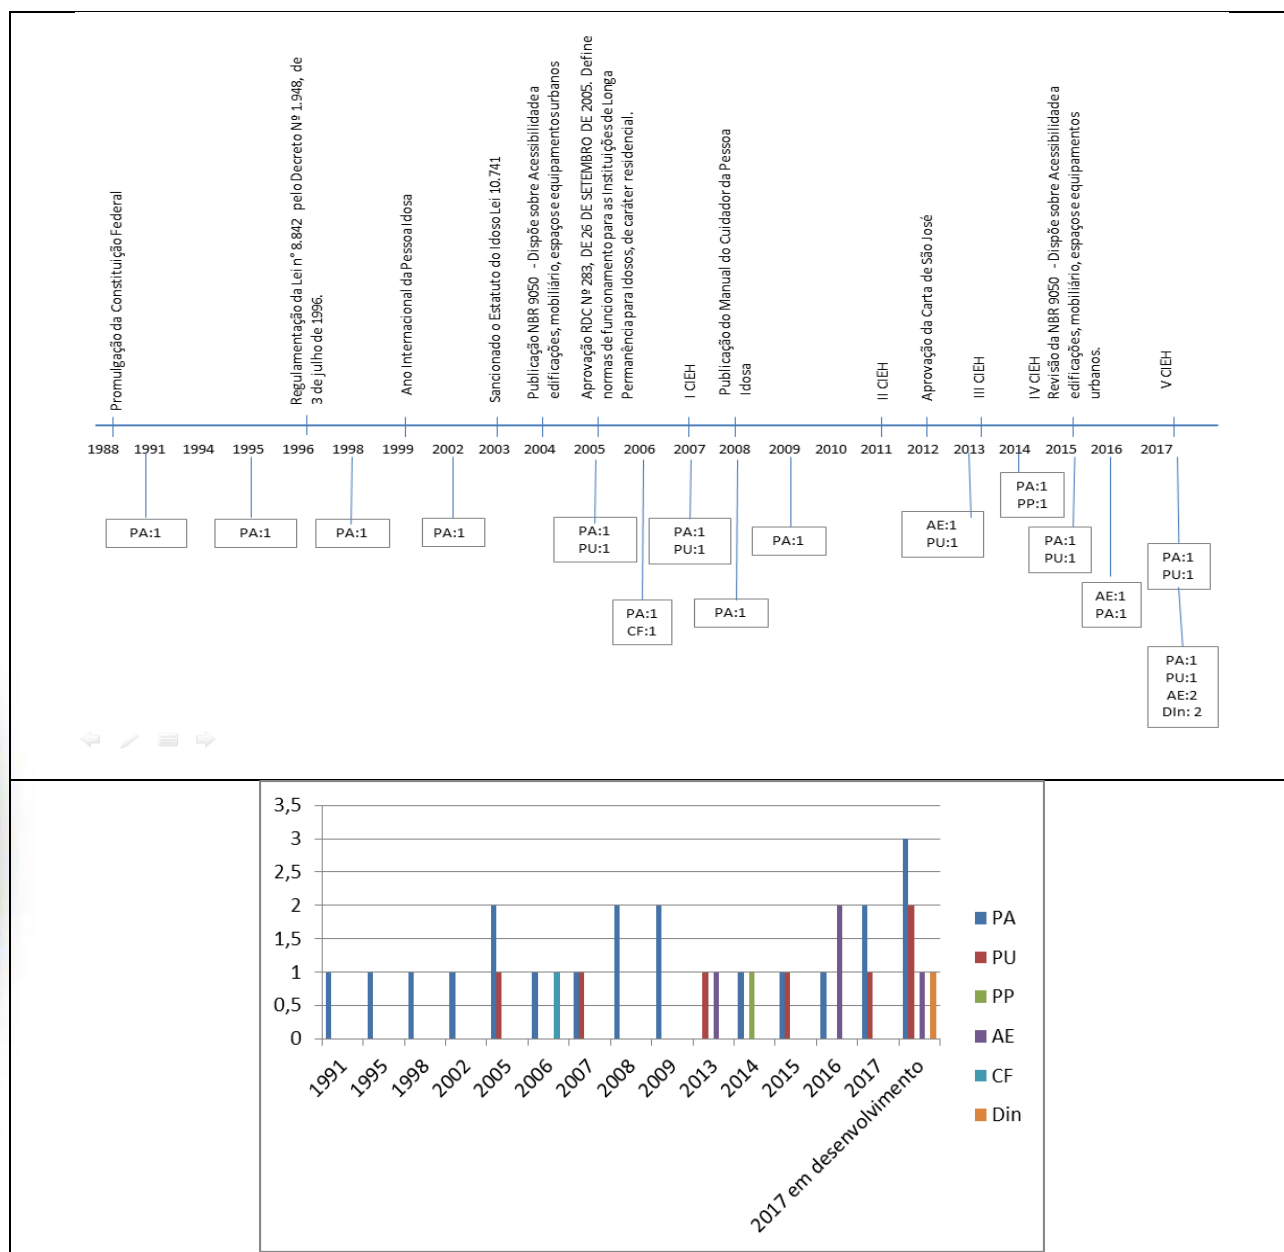 Promulgação da Constituição Federal
Regulamentação da Lei n° 8.842 pelo Decreto Nº 1.948, de
3 de julho de 1996.
Ano Internacional da Pessoa Idosa
Sancionado o Estatuto do Idoso Lei 10.741
Publicação NBR 9050 - Dispõe sobre Acessibilidade a
edificações, mobiliário, espaços e equipamentos urbanos
Aprovação RDC Nº 283, DE 26 DE SETEMBRO DE 2005. Define
normas de funcionamento para as Instituições de Longa
Permanência para Idosos, de caráter residencial.
I CIEH
Publicação do Manual do Cuidador da Pessoa
Idosa
II CIEH
Aprovação da Carta de São José
III CIEH
IV CIEH
Revisão da NBR 9050 - Dispõe sobre Acessibilidade a
edificações, mobiliário, espaços e equipamentos
urbanos.
V CIEH
1988 1991 1994 1995 1996 1998 1999 2002 2003 2004 2005 2006 2007 2008 2009 2010 2011 2012 2013 2014 2015 2016 2017
PA:1
PA:1
PA:1
PA:1
PA:1
PU:1
PA:1
CF:1
PA:1
PU:1
PA:1
PA:1
AE:1
PU:1
PA:1
PP:1
PA:1
PU:1
AE:1
PA:1
PA:1
PU:1
PA:1
PU:1
AE:2
DIn: 2
3,5
3
2,5
2
1,5
1
0,5
0
1991
1995
1998
2002
2005
2006
2007
2008
2009
2013
2014
2015
2016
2017
2017 em desenvolvimento
PA
PU
PP
AE
CF
Din